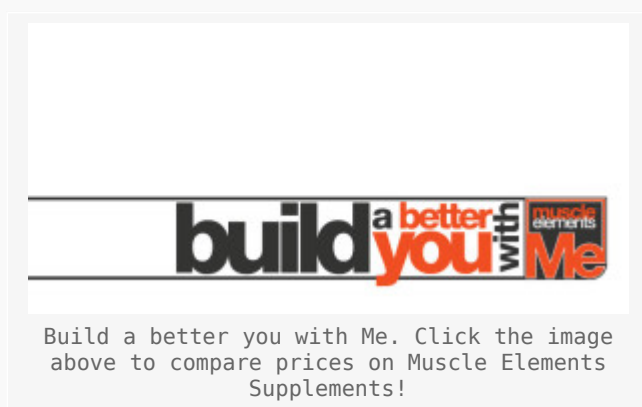 build a better you with muscle elements Me
Build a better you with Me. Click the image
above to compare prices on Muscle Elements
Supplements!